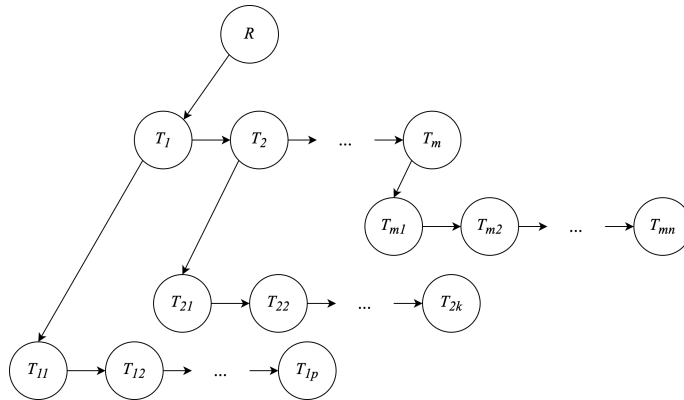 R
T1 T2 ... Tm
Tm1 Tm2 ... Tmn
T21 T22 ... T2k
T11 T12 ... T1p